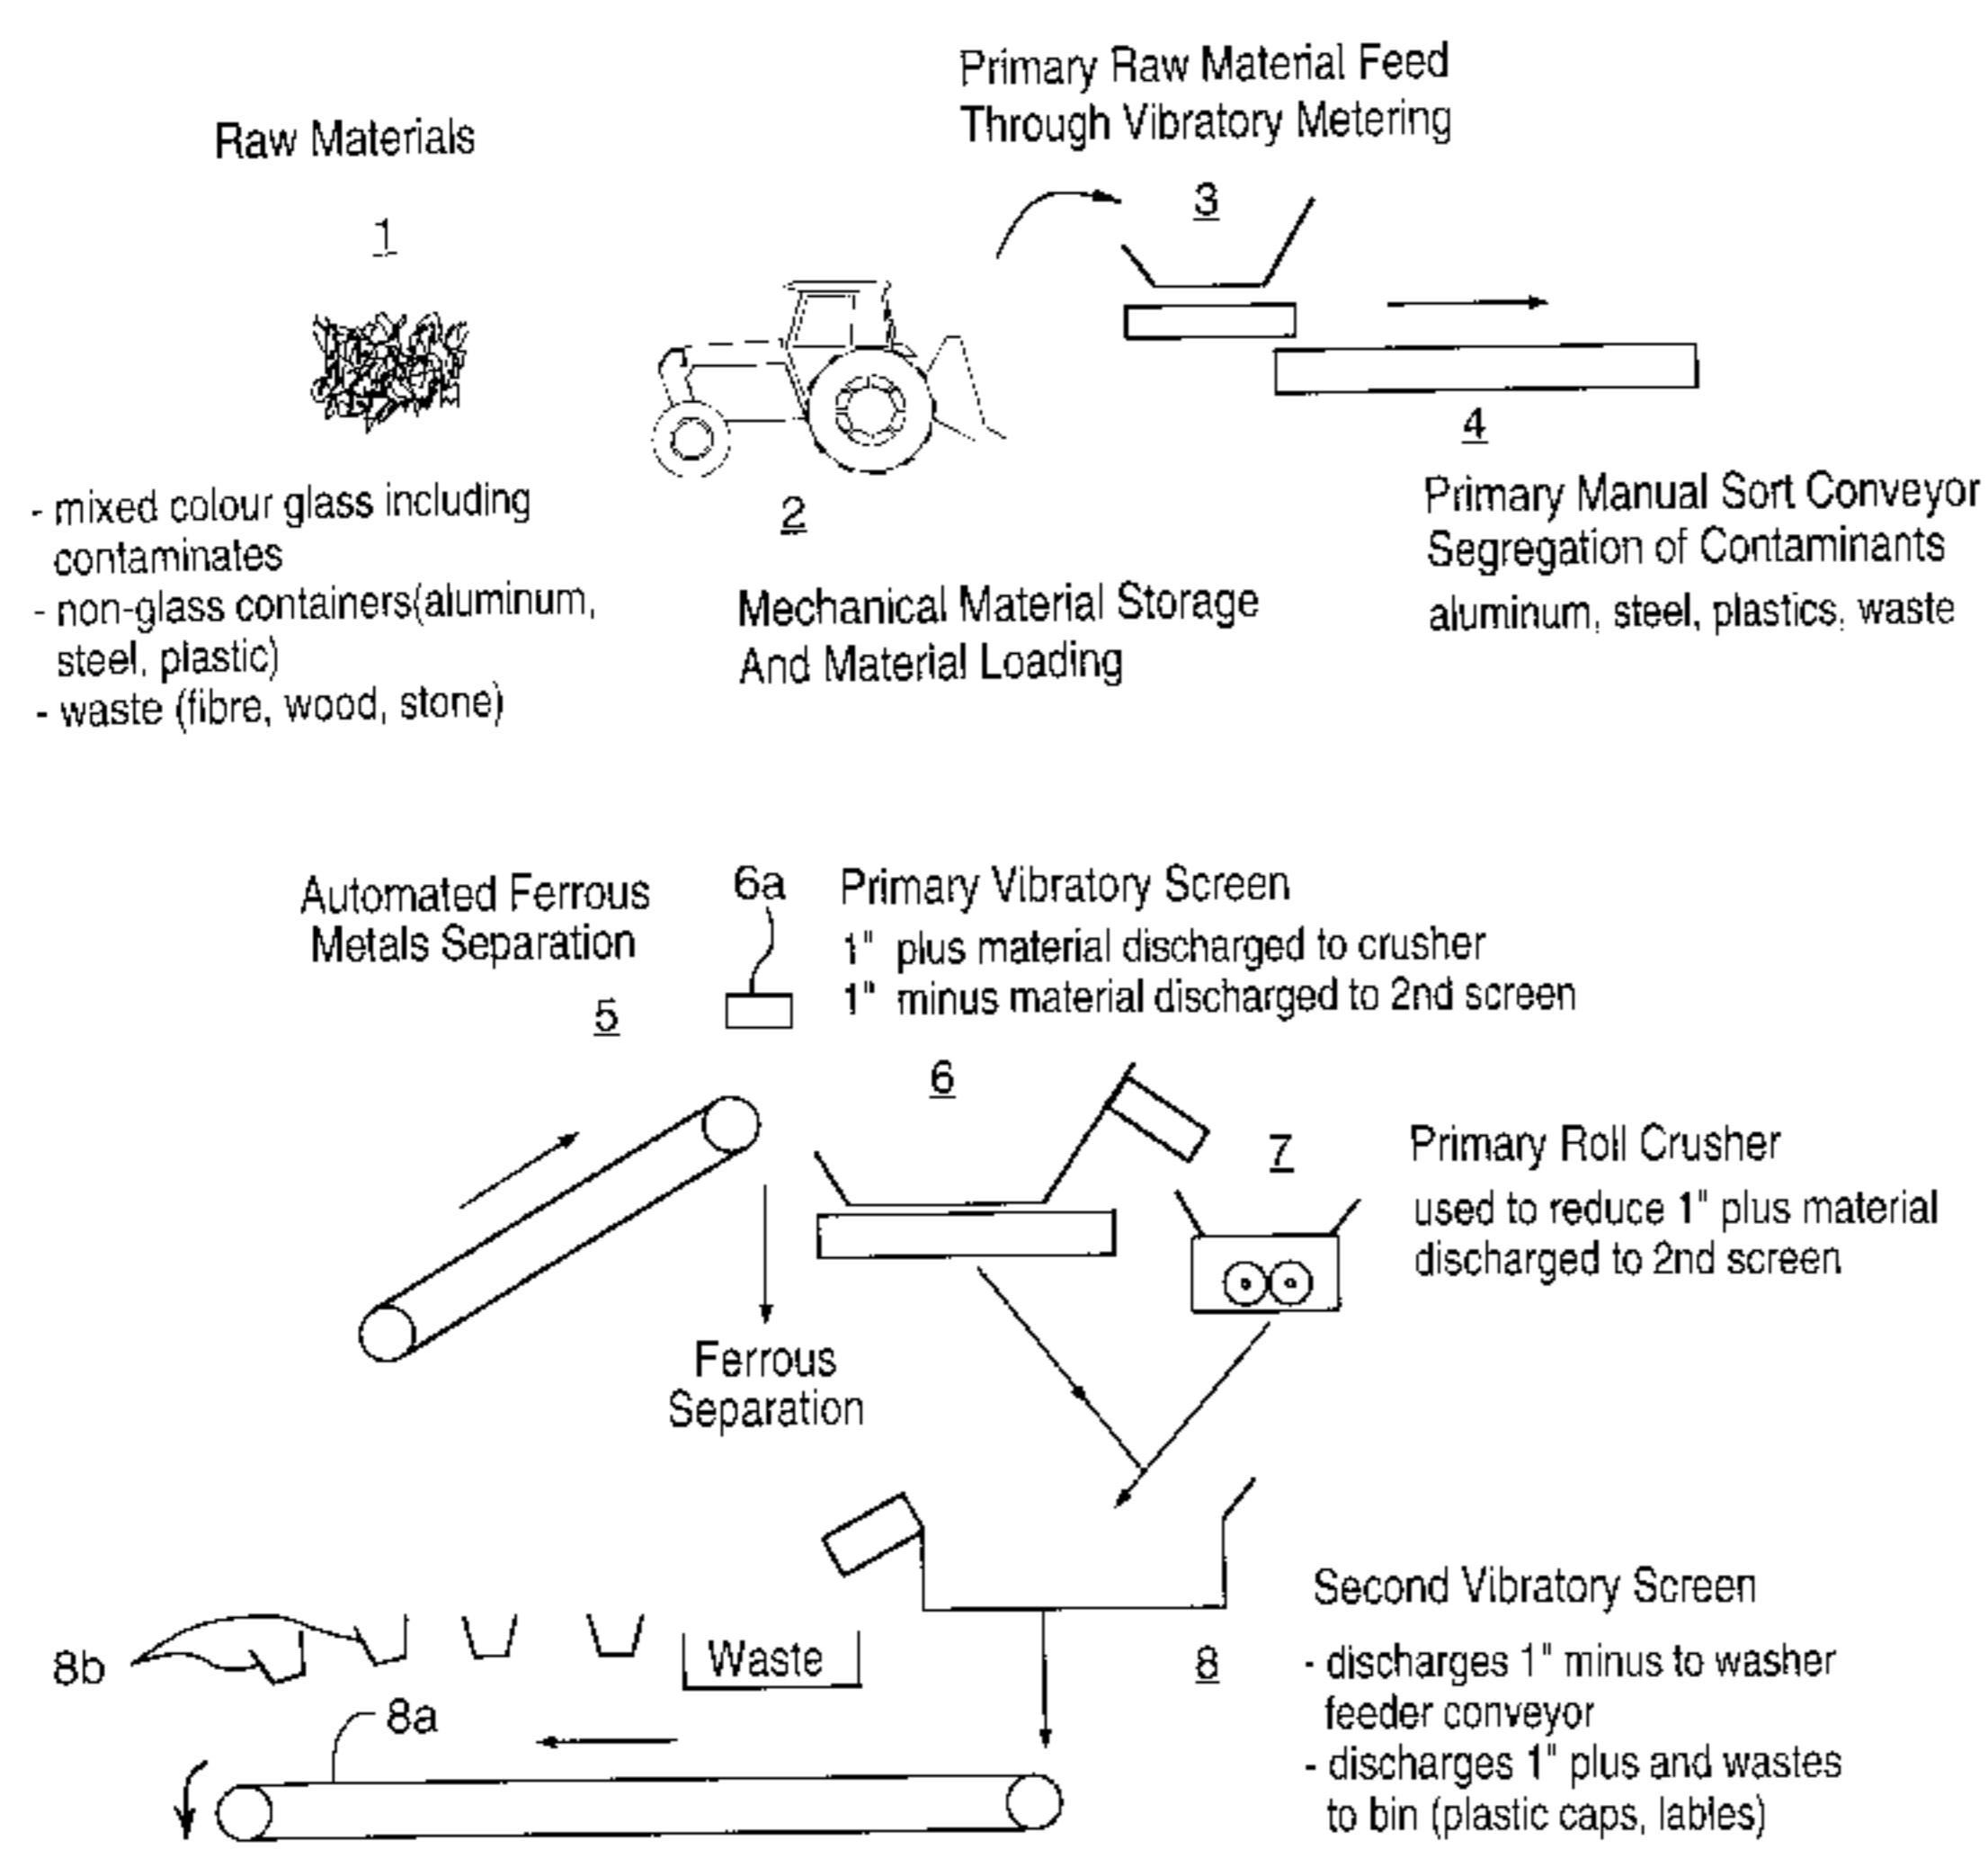 Primary Raw Material Feed
Through Vibratory Metering
Raw Materials
1
3
- mixed colour glass including
contaminates
- non-glass containers(aluminum,
steel, plastic)
- waste (fibre, wood, stone)
2
Mechanical Material Storage
And Material Loading
4
Primary Manual Sort Conveyor
Segregation of Contaminants
aluminum, steel, plastics, waste
Automated Ferrous
Metals Separation
5
6a
Primary Vibratory Screen
1" plus material discharged to crusher
1" minus material discharged to 2nd screen
6
7
Primary Roll Crusher
used to reduce 1" plus material
discharged to 2nd screen
Ferrous
Separation
8b
Waste
8a
8
Second Vibratory Screen
- discharges 1" minus to washer
feeder conveyor
- discharges 1" plus and wastes
to bin (plastic caps, lables)